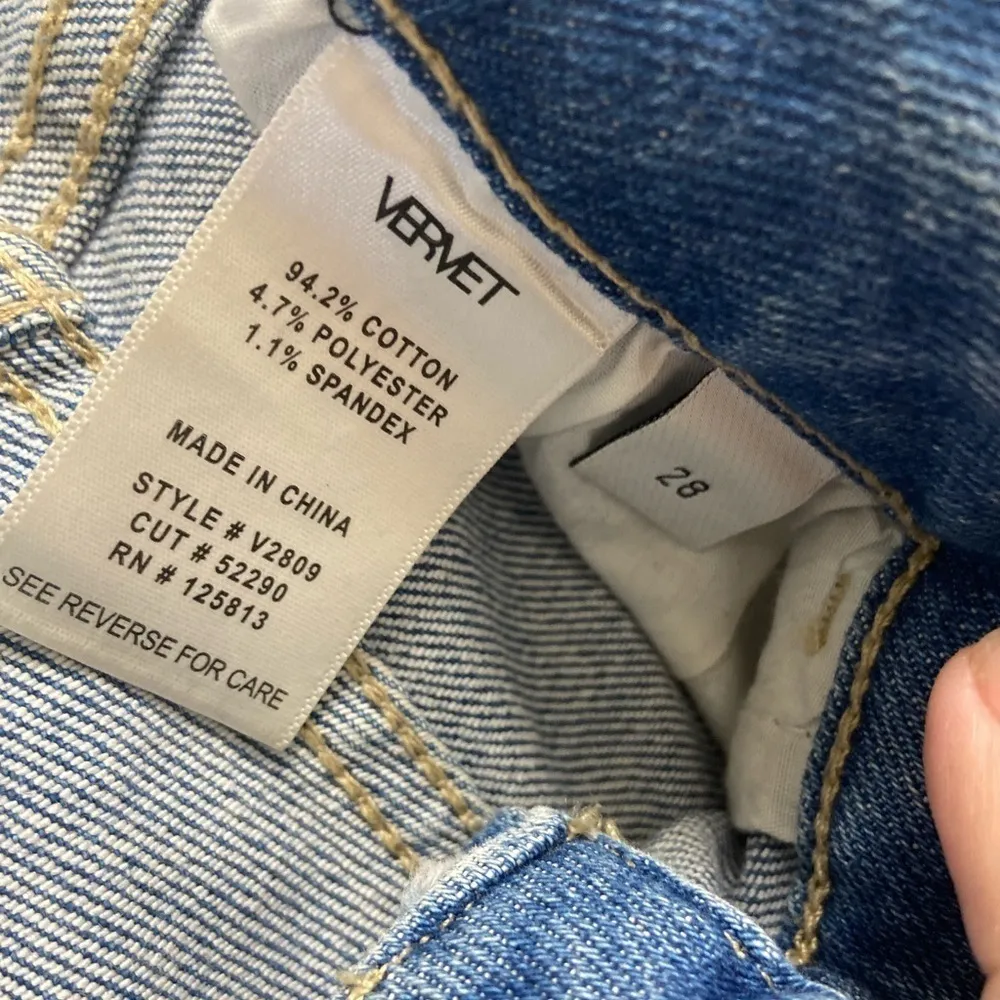 VERVET
94.2% COTTON
4.7% POLYESTER
1.1% SPANDEX
MADE IN CHINA
STYLE # V2809
CUT # 52290
RN # 125813
SEE REVERSE FOR CARE
28